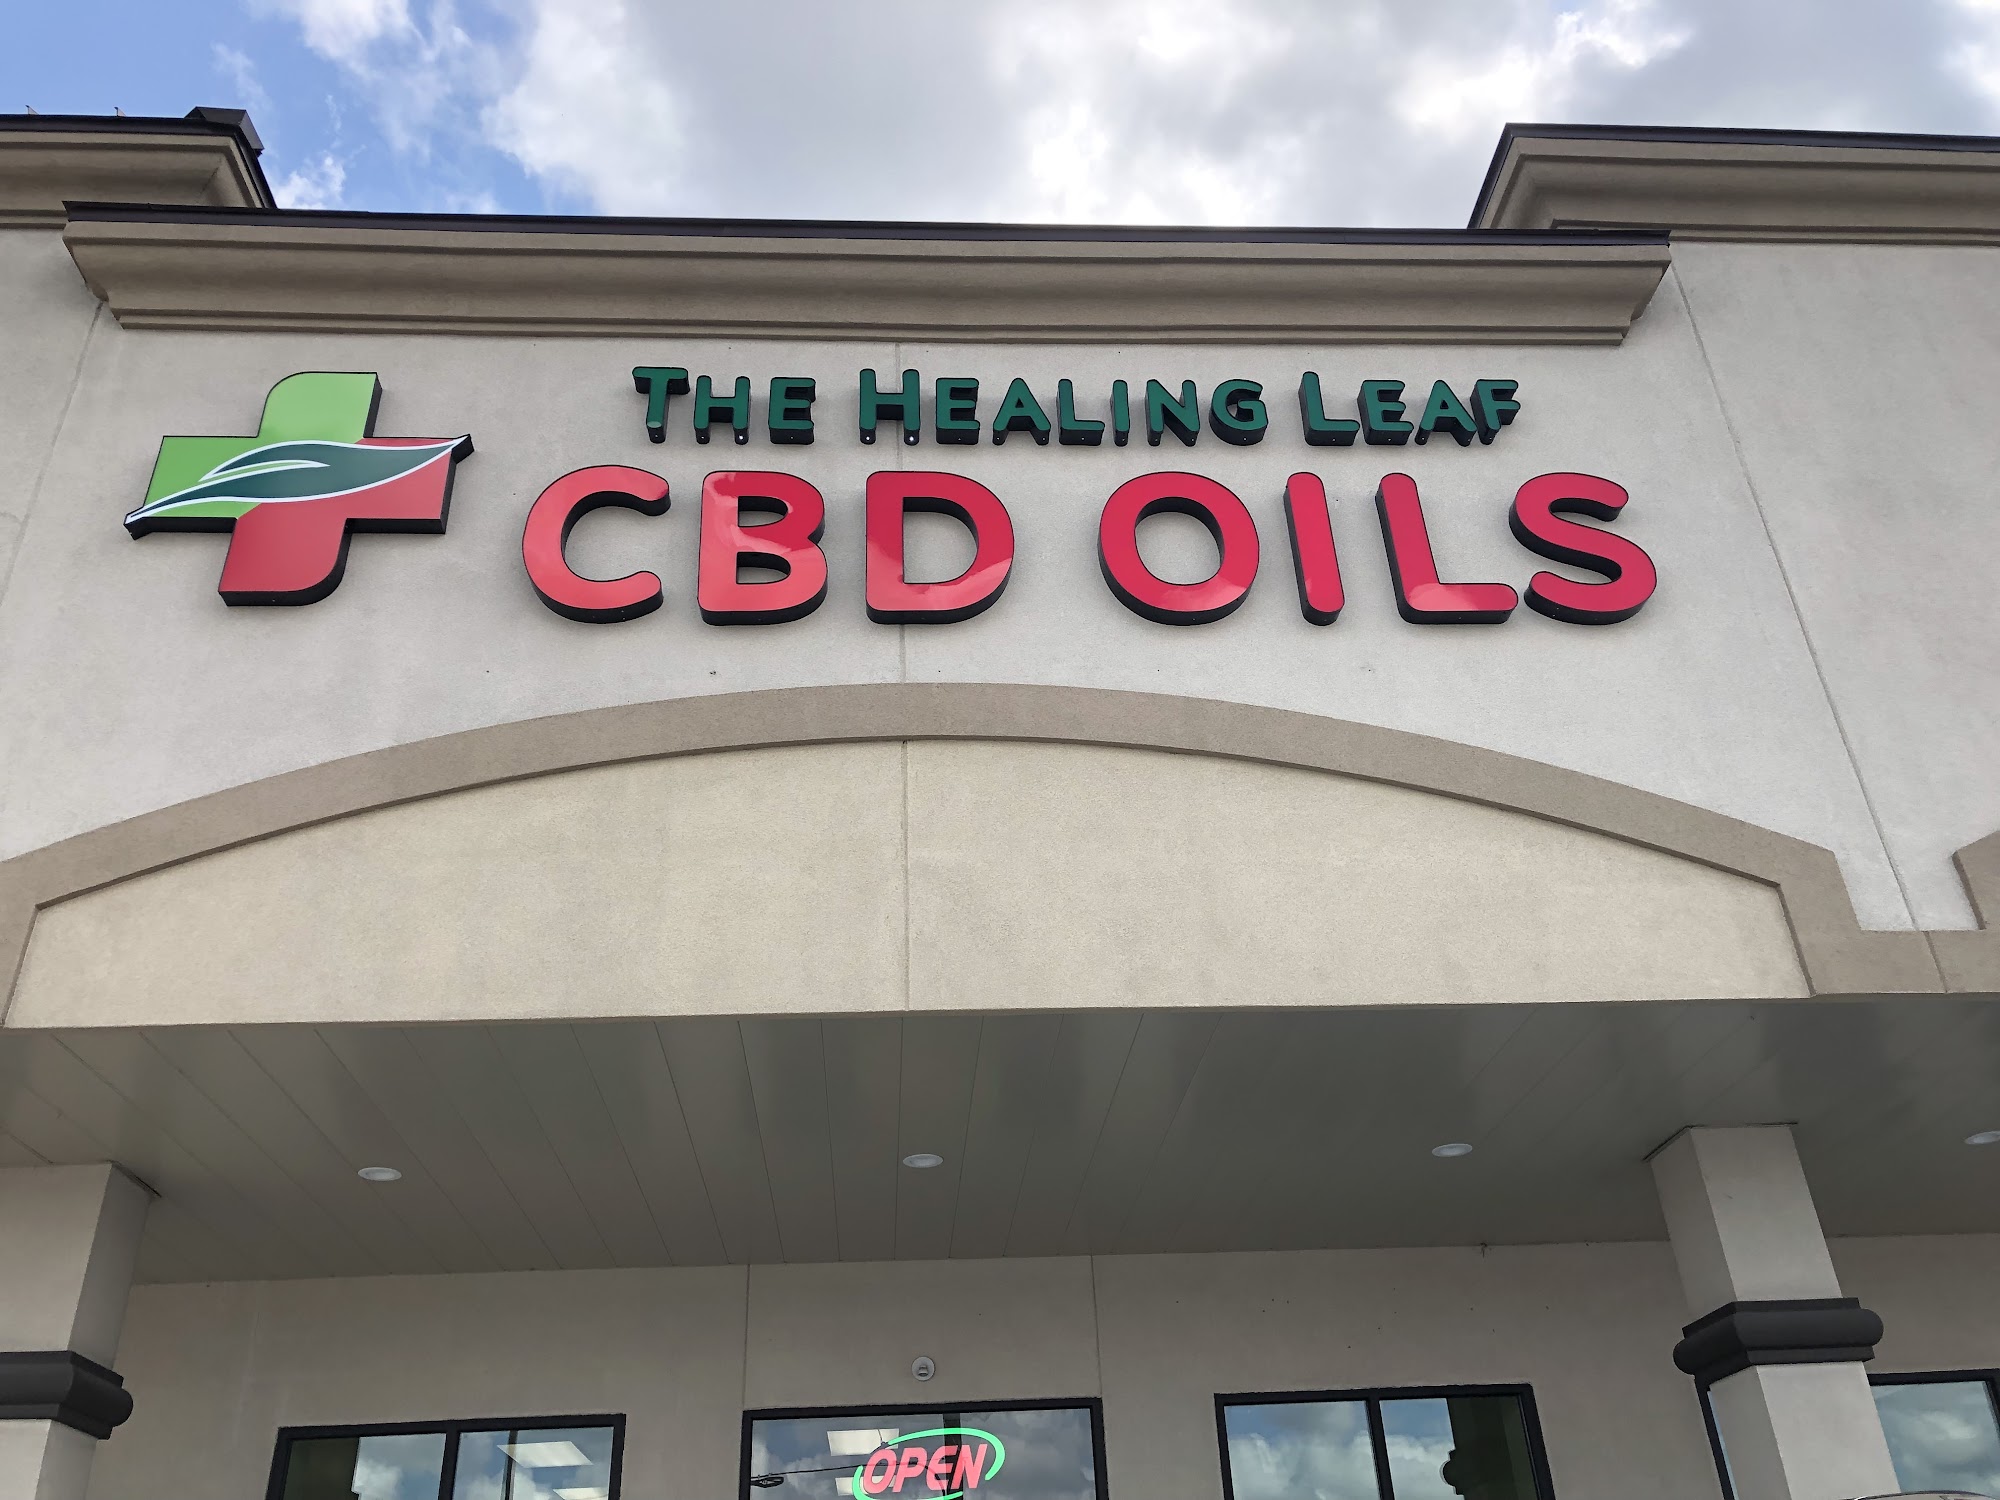 THE HEALING LEAF
CBD OILS
OPEN